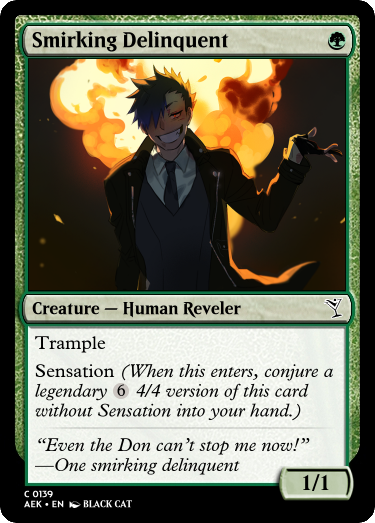 Smirking Delinquent
Creature — Human Reveler
Trample
Sensation (When this enters, conjure a
legendary 6 4/4 version of this card
without Sensation into your hand.)
“Even the Don can’t stop me now!”
—One smirking delinquent
1/1
C 0139
AEK • EN BLACK CAT